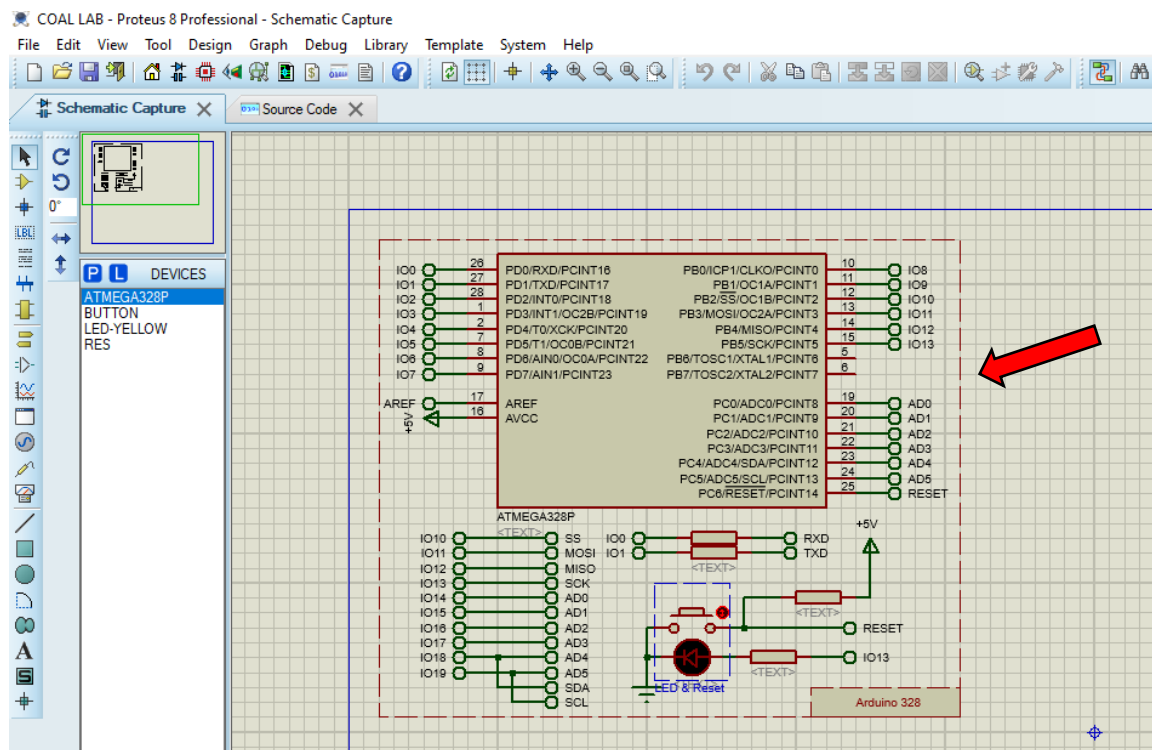 COAL LAB - Proteus 8 Professional - Schematic Capture
File Edit View Tool Design Graph Debug Library Template System Help
Schematic Capture
Source Code
0°
LBL
P L DEVICES
ATMEGA328P
BUTTON
LED-YELLOW
RES
A
S
IO0 26 PD0/RXD/PCINT16 PB0/ICP1/CLKO/PCINT0 10 IO8
IO1 27 PD1/TXD/PCINT17 PB1/OC1A/PCINT1 11 IO9
IO2 28 PD2/INT0/PCINT18 PB2/SS/OC1B/PCINT2 12 IO10
IO3 1 PD3/INT1/OC2B/PCINT19 PB3/MOSI/OC2A/PCINT3 13 IO11
IO4 2 PD4/T0/XCK/PCINT20 PB4/MISO/PCINT4 14 IO12
IO5 7 PD5/T1/OC0B/PCINT21 PB5/SCK/PCINT5 15 IO13
IO6 8 PD6/AIN0/OC0A/PCINT22 PB6/TOSC1/XTAL1/PCINT6 5
IO7 9 PD7/AIN1/PCINT23 PB7/TOSC2/XTAL2/PCINT7 6
AREF 17 AREF PC0/ADC0/PCINT8 19 AD0
+5V 16 AVCC PC1/ADC1/PCINT9 20 AD1
PC2/ADC2/PCINT10 21 AD2
PC3/ADC3/PCINT11 22 AD3
PC4/ADC4/SDA/PCINT12 23 AD4
PC5/ADC5/SCL/PCINT13 24 AD5
PC6/RESET/PCINT14 25 RESET
ATMEGA328P
<TEXT>
+5V
IO10 SS IO0 RXD
IO11 MOSI IO1 TXD
IO12 MISO <TEXT>
IO13 SCK
IO14 AD0
IO15 AD1 <TEXT>
IO16 AD2 RESET
IO17 AD3
IO18 AD4 IO13
IO19 AD5 <TEXT>
SDA LED & Reset
SCL Arduino 328